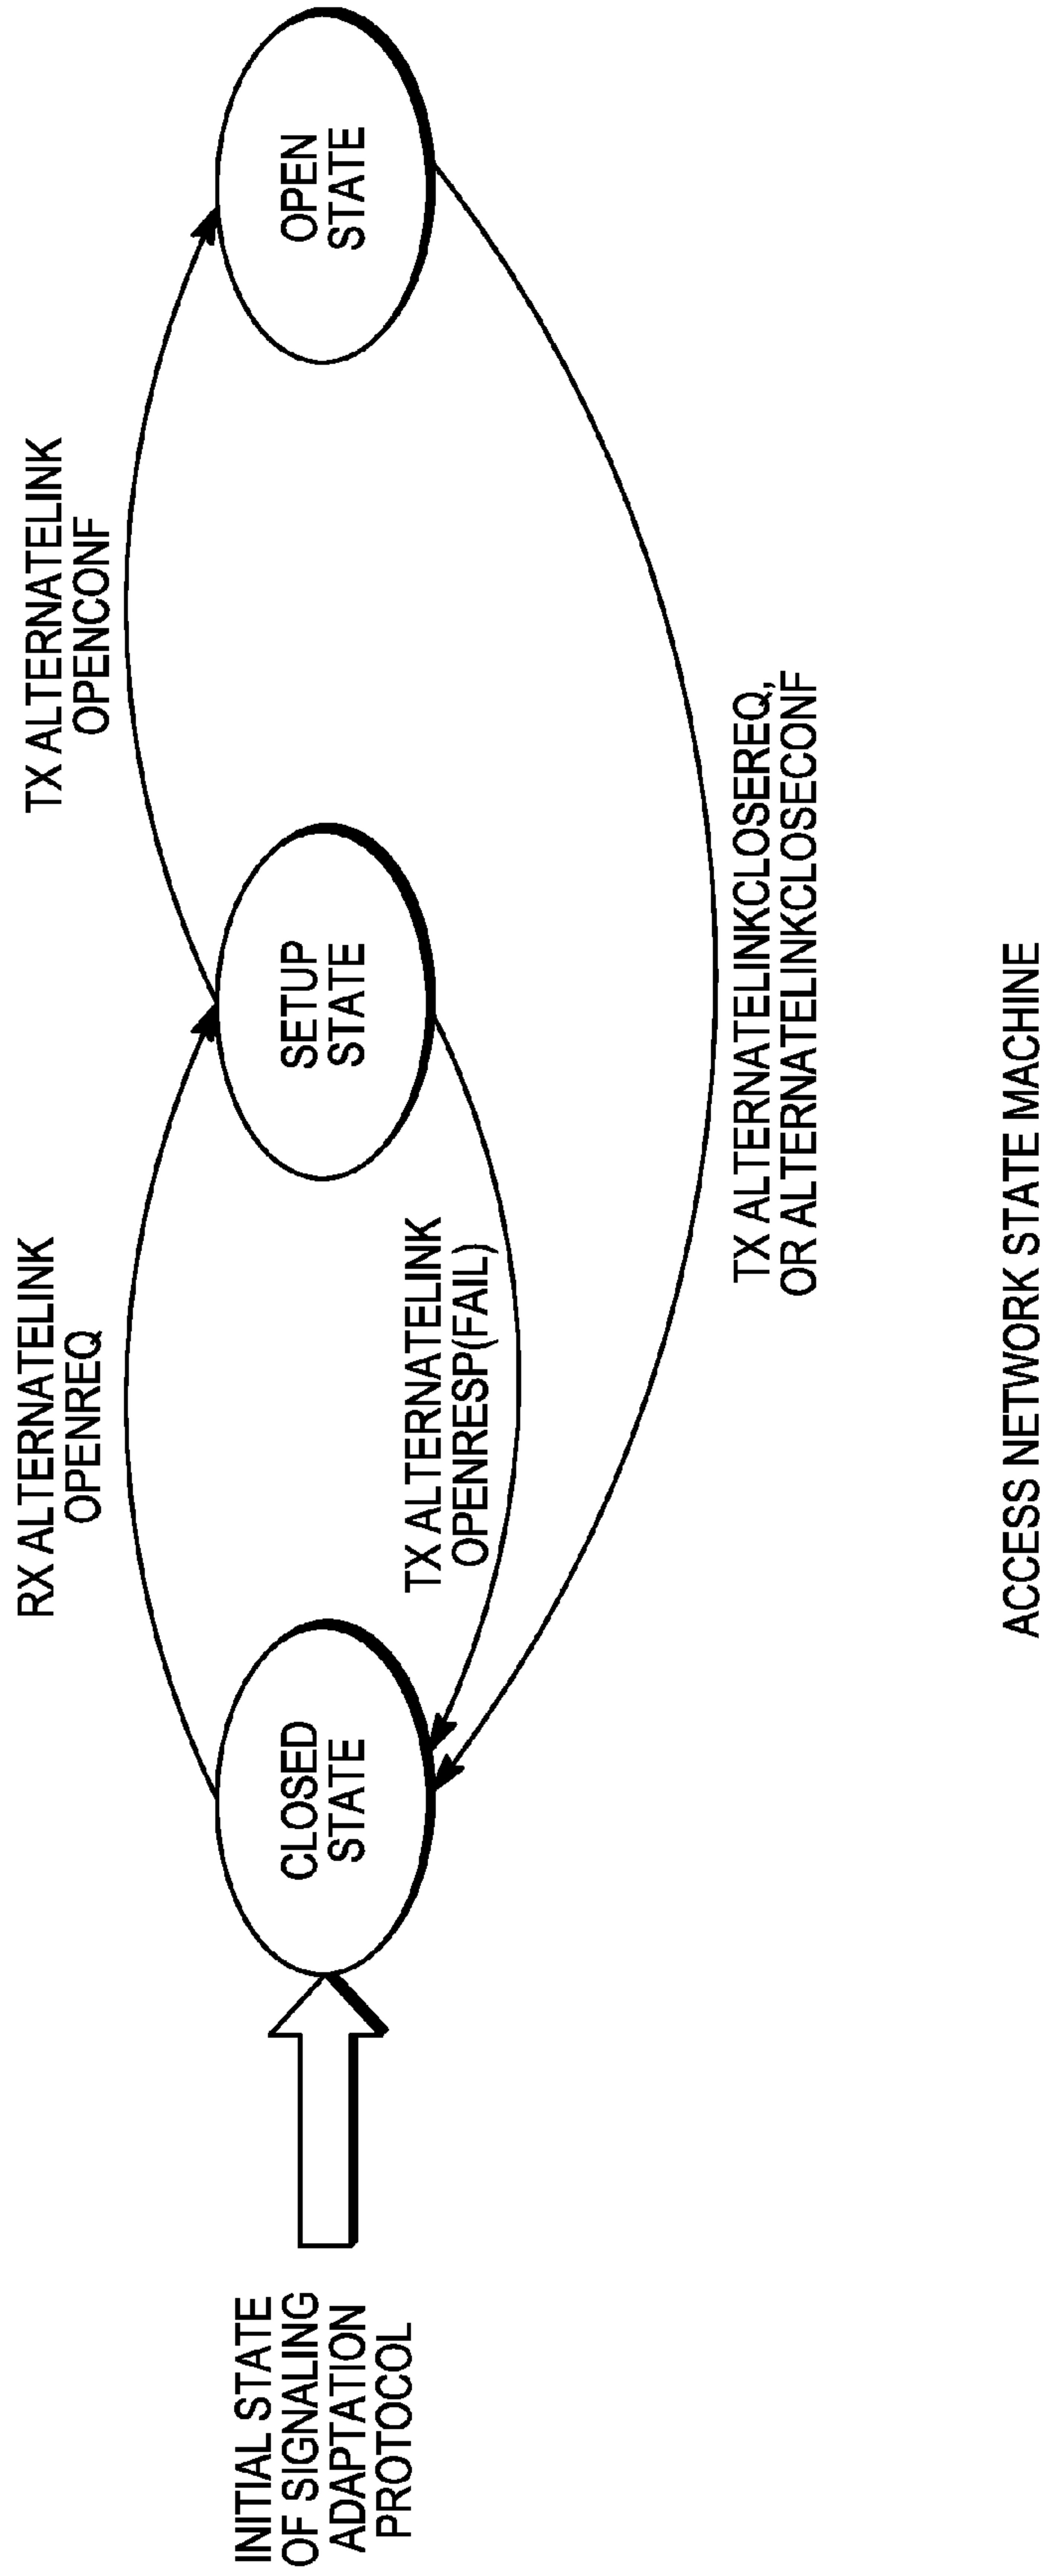 INITIAL STATE
OF SIGNALING
ADAPTATION
PROTOCOL
CLOSED
STATE
RX ALTERNATELINK
OPENREQ
TX ALTERNATELINK
OPENRESP(FAIL)
SETUP
STATE
TX ALTERNATELINK
OPENCONF
OPEN
STATE
TX ALTERNATELINKCLOSEREQ,
OR ALTERNATELINKCLOSECONF
ACCESS NETWORK STATE MACHINE